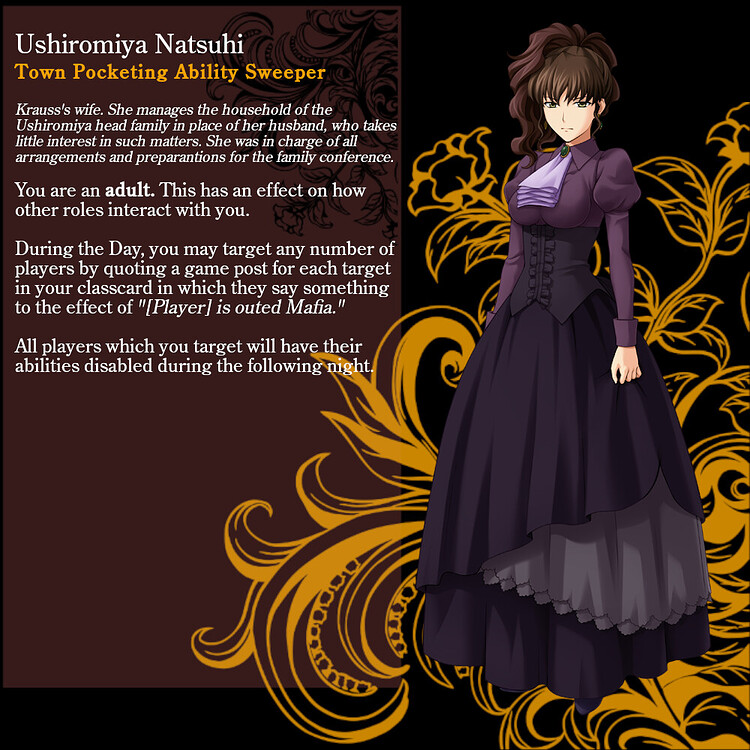 Ushiromiya Natsuhi
Town Pocketing Ability Sweeper
Krauss's wife. She manages the household of the
Ushiromiya head family in place of her husband, who takes
little interest in such matters. She was in charge of all
arrangements and preparantions for the family conference.
You are an adult. This has an effect on how
other roles interact with you.
During the Day, you may target any number of
players by quoting a game post for each target
in your classcard in which they say something
to the effect of "[Player] is outed Mafia."
All players which you target will have their
abilities disabled during the following night.